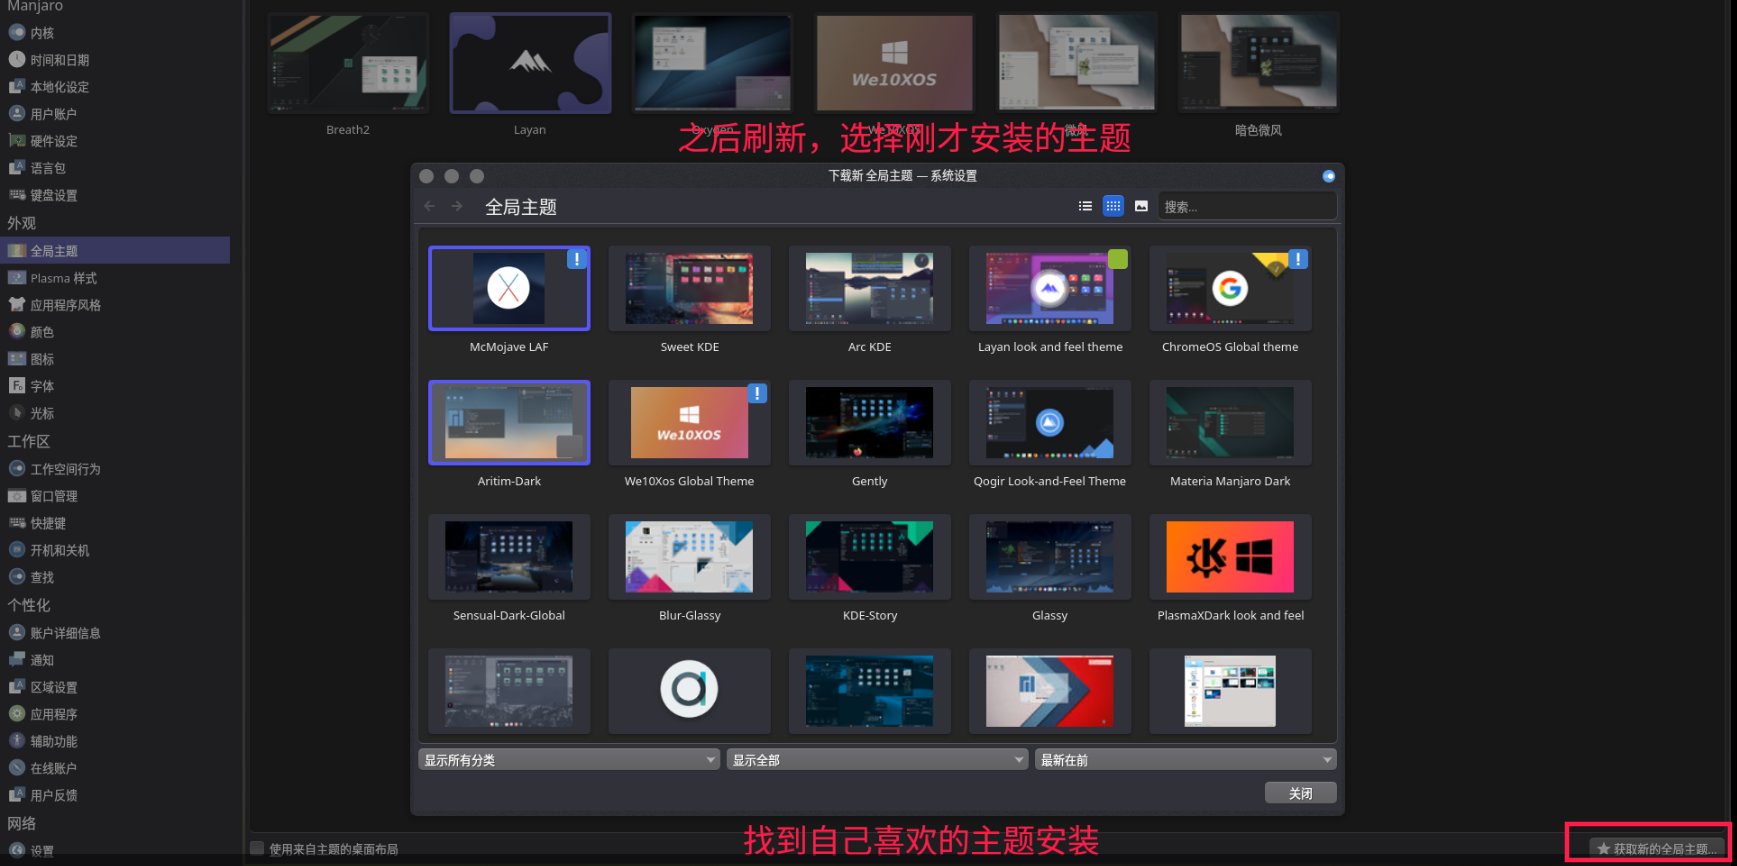 Manjaro
内核
时间和日期
本地化设定
用户账户
硬件设定
语言包
键盘设置
外观
全局主题
Plasma 样式
应用程序风格
颜色
图标
字体
光标
工作区
工作空间行为
窗口管理
快捷键
开机和关机
查找
个性化
账户详细信息
通知
区域设置
应用程序
辅助功能
在线账户
用户反馈
网络
设置
We10XOS
Breath2
Layan
Oxygen
We10XOS
微风
暗色微风
之后刷新，选择刚才安装的主题
下载新 全局主题 — 系统设置
全局主题
搜索...
McMojave LAF
Sweet KDE
Arc KDE
Layan look and feel theme
ChromeOS Global theme
We10XOS
Aritim-Dark
We10Xos Global Theme
Gently
Qogir Look-and-Feel Theme
Materia Manjaro Dark
Sensual-Dark-Global
Blur-Glassy
KDE-Story
Glassy
PlasmaXDark look and feel
显示所有分类
显示全部
最新在前
关闭
找到自己喜欢的主题安装
使用来自主题的桌面布局
获取新的全局主题...